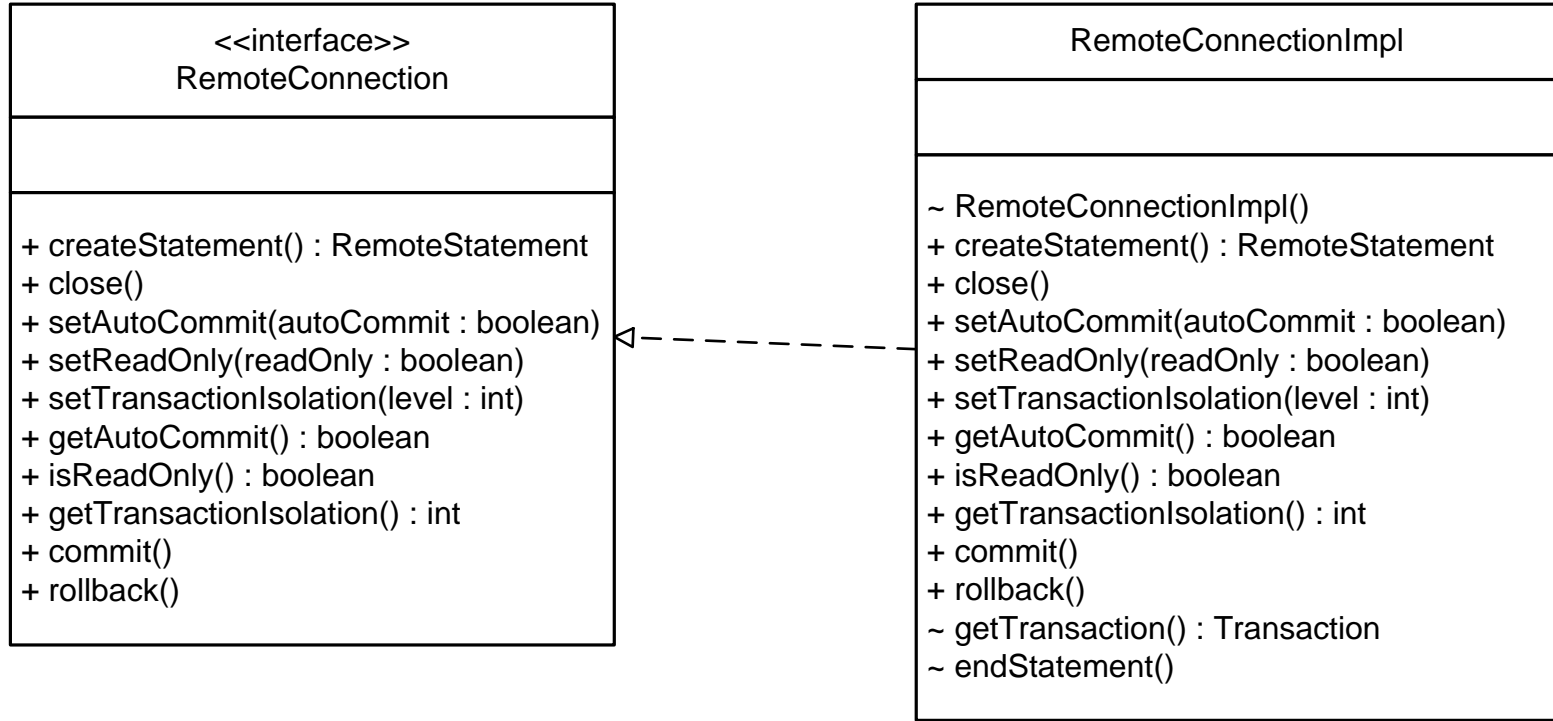 <<interface>>
RemoteConnection
+ createStatement() : RemoteStatement
+ close()
+ setAutoCommit(autoCommit : boolean)
+ setReadOnly(readOnly : boolean)
+ setTransactionIsolation(level : int)
+ getAutoCommit() : boolean
+ isReadOnly() : boolean
+ getTransactionIsolation() : int
+ commit()
+ rollback()
RemoteConnectionImpl
~ RemoteConnectionImpl()
+ createStatement() : RemoteStatement
+ close()
+ setAutoCommit(autoCommit : boolean)
+ setReadOnly(readOnly : boolean)
+ setTransactionIsolation(level : int)
+ getAutoCommit() : boolean
+ isReadOnly() : boolean
+ getTransactionIsolation() : int
+ commit()
+ rollback()
~ getTransaction() : Transaction
~ endStatement()